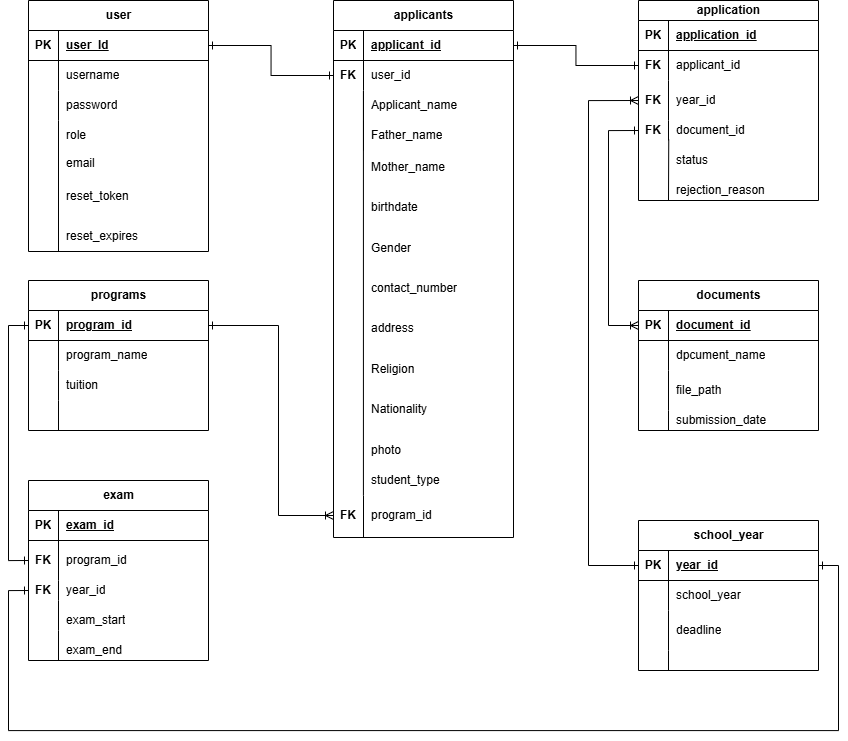 user
PK user_Id
username
password
role
email
reset_token
reset_expires
applicants
PK applicant_id
FK user_id
Applicant_name
Father_name
Mother_name
birthdate
Gender
contact_number
address
Religion
Nationality
photo
student_type
FK program_id
application
PK application_id
FK applicant_id
FK year_id
FK document_id
status
rejection_reason
programs
PK program_id
program_name
tuition
documents
PK document_id
dpcument_name
file_path
submission_date
exam
PK exam_id
FK program_id
FK year_id
exam_start
exam_end
school_year
PK year_id
school_year
deadline